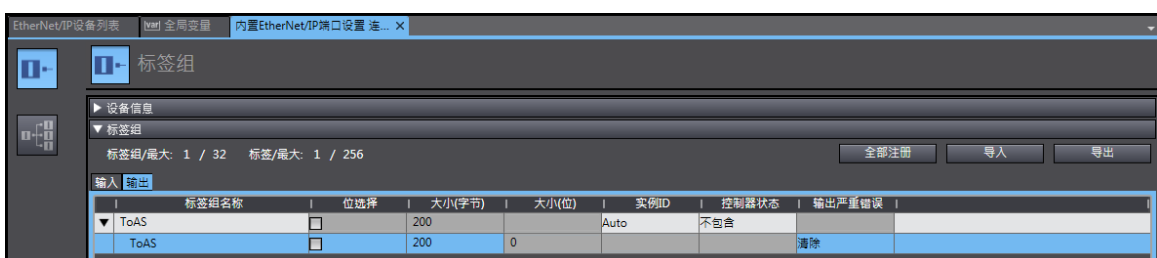 EtherNet/IP设备列表 var 全局变量 内置EtherNet/IP端口设置 连...
标签组
设备信息
标签组
标签组/最大: 1 / 32 标签/最大: 1 / 256 全部注册 导入 导出
输入 输出
标签组名称 位选择 大小(字节) 大小(位) 实例ID 控制器状态 输出严重错误
ToAS 200 Auto 不包含
ToAS 200 0 清除